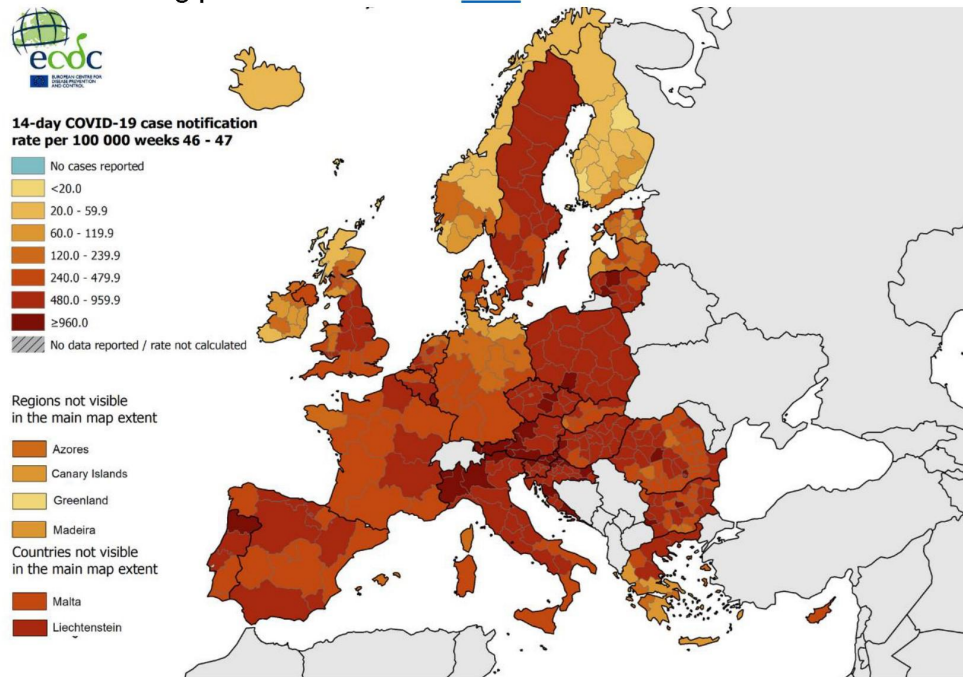 ecdc
EUROPEAN CENTRE FOR
DISEASE PREVENTION
AND CONTROL
14-day COVID-19 case notification
rate per 100 000 weeks 46 - 47
No cases reported
<20.0
20.0 - 59.9
60.0 - 119.9
120.0 - 239.9
240.0 - 479.9
480.0 - 959.9
≥960.0
No data reported / rate not calculated
Regions not visible
in the main map extent
Azores
Canary Islands
Greenland
Madeira
Countries not visible
in the main map extent
Malta
Liechtenstein